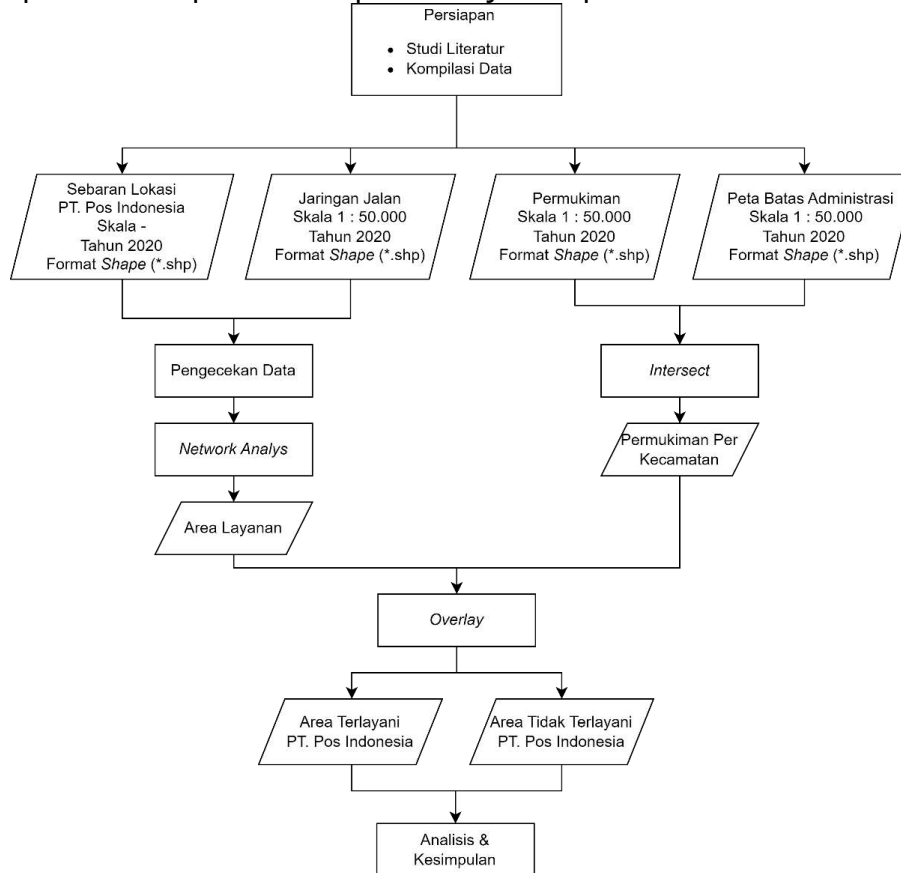 Persiapan
• Studi Literatur
• Kompilasi Data
Sebaran Lokasi
PT. Pos Indonesia
Skala -
Tahun 2020
Format Shape (*.shp)
Jaringan Jalan
Skala 1 : 50.000
Tahun 2020
Format Shape (*.shp)
Permukiman
Skala 1 : 50.000
Tahun 2020
Format Shape (*.shp)
Peta Batas Administrasi
Skala 1 : 50.000
Tahun 2020
Format Shape (*.shp)
Pengecekan Data
Intersect
Network Analys
Permukiman Per
Kecamatan
Area Layanan
Overlay
Area Terlayani
PT. Pos Indonesia
Area Tidak Terlayani
PT. Pos Indonesia
Analisis &
Kesimpulan